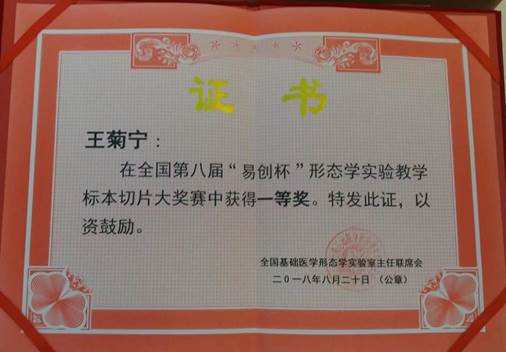 证 书
王菊宁：
在全国第八届“易创杯”形态学实验教学
标本切片大奖赛中获得一等奖。特发此证，以
资鼓励。
全国基础医学形态学实验室主任联席会
二0一八年八月二十日（公章）